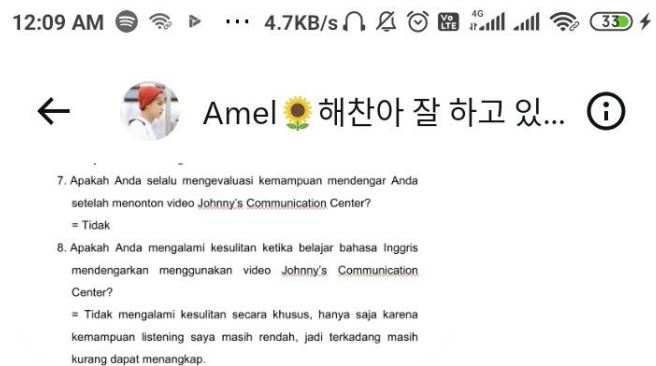 12:09 AM ... 4.7KB/s Vo LTE 4G 33
Amel🌻해찬아 잘 하고 있...
7. Apakah Anda selalu mengevaluasi kemampuan mendengar Anda
setelah menonton video Johnny's Communication Center?
= Tidak
8. Apakah Anda mengalami kesulitan ketika belajar bahasa Inggris
mendengarkan menggunakan video Johnny's Communication
Center?
= Tidak mengalami kesulitan secara khusus, hanya saja karena
kemampuan listening saya masih rendah, jadi terkadang masih
kurang dapat menangkap.